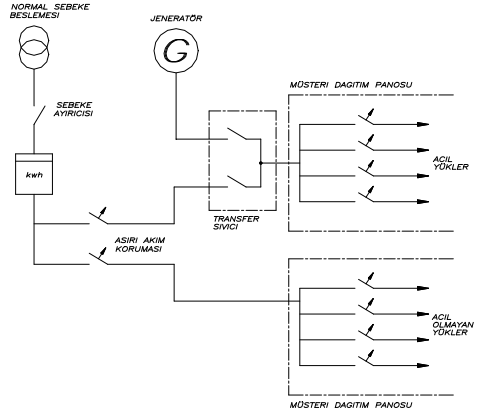 NORMAL SEBEKE
BESLEMESI
JENERATÖR
G
MÜSTERI DAGITIM PANOSU
SEBEKE
AYIRICISI
kwh
ACIL
YÜKLER
TRANSFER
SIVICI
ASIRI AKIM
KORUMASI
ACIL
OLMAYAN
YÜKLER
MÜSTERI DAGITIM PANOSU